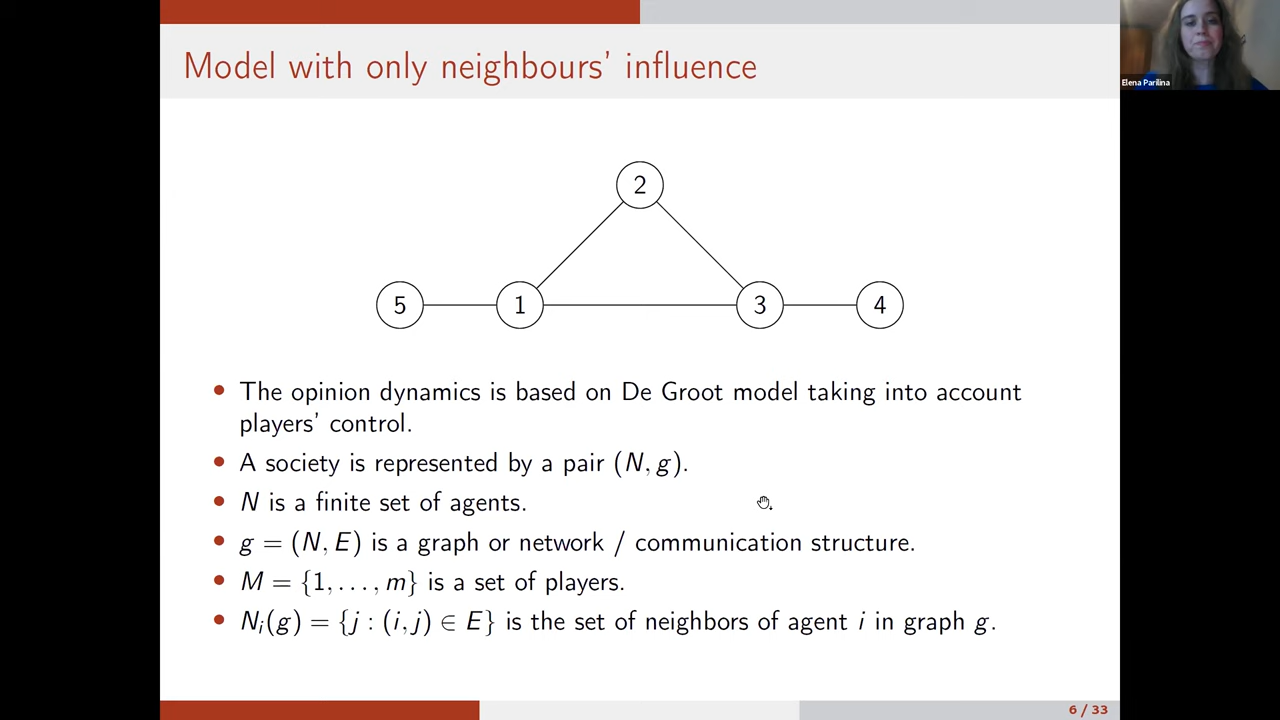 Model with only neighbours' influence
Elena Parilina
2
5
1
3
4
• The opinion dynamics is based on De Groot model taking into account
players' control.
• A society is represented by a pair (N, g).
• N is a finite set of agents.
• g = (N, E) is a graph or network / communication structure.
• M = {1, . . . , m} is a set of players.
• Nᵢ(g) = {j : (i, j) ∈ E} is the set of neighbors of agent i in graph g.
6 / 33